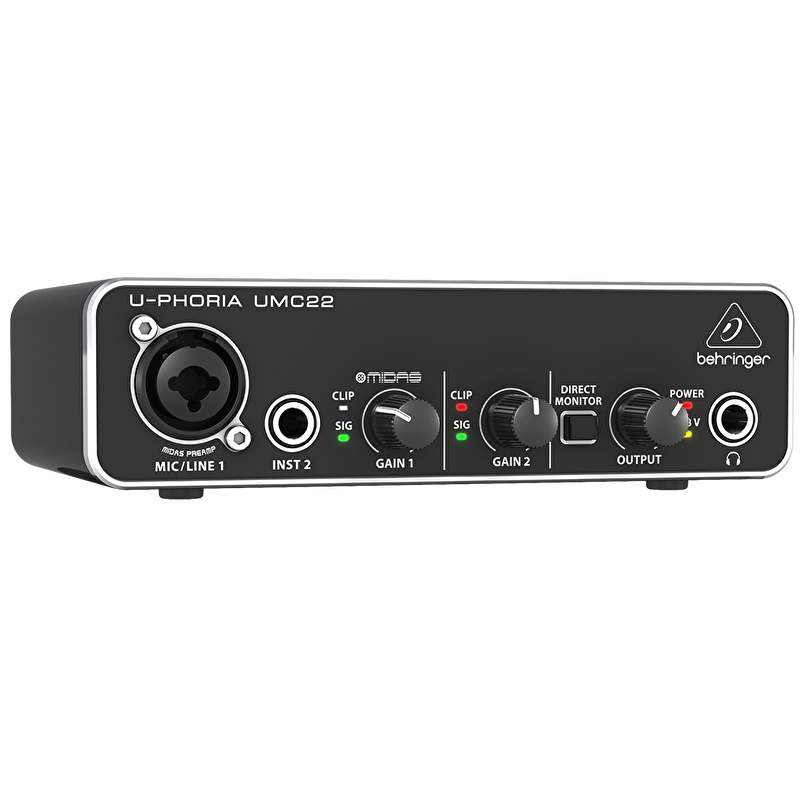 U-PHORIA UMC22
behringer
MIDAS
CLIP
SIG
CLIP
SIG
DIRECT
MONITOR
POWER
V
MIDAS PREAMP
MIC/LINE 1
INST 2
GAIN 1
GAIN 2
OUTPUT